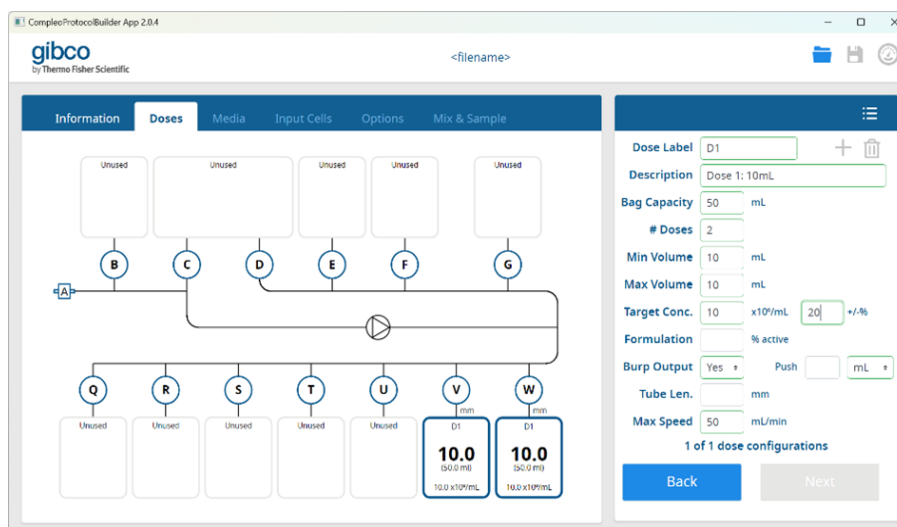 CompleoProtocolBuilder App 2.0.4
gibco
by Thermo Fisher Scientific
<filename>
Information Doses Media Input Cells Options Mix & Sample
Unused Unused Unused Unused Unused
B C D E F G
A
Q R S T U V W
mm mm
Unused Unused Unused Unused Unused D1 D1
10.0 10.0
(50.0 ml) (50.0 ml)
10.0 x10⁶/mL 10.0 x10⁶/mL
Dose Label D1
Description Dose 1: 10mL
Bag Capacity 50 mL
# Doses 2
Min Volume 10 mL
Max Volume 10 mL
Target Conc. 10 x10⁶/mL 20 +/-%
Formulation % active
Burp Output Yes Push mL
Tube Len. mm
Max Speed 50 mL/min
1 of 1 dose configurations
Back Next